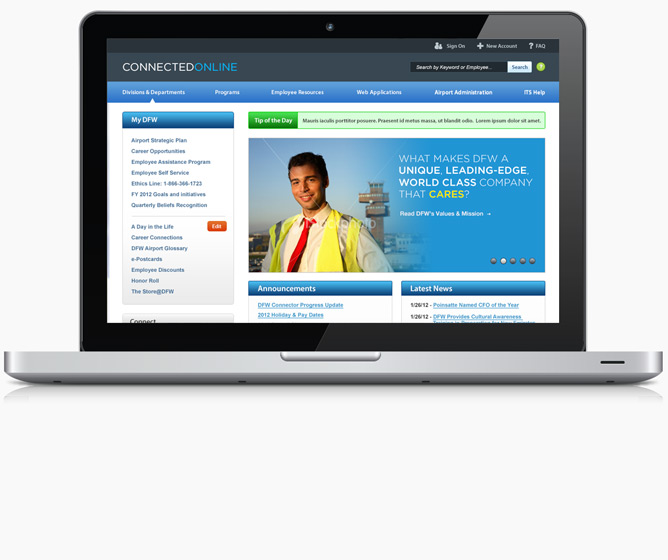 Sign On
New Account
? FAQ
CONNECTEDONLINE
Search by Keyword or Employee...
Search
Divisions & Departments
Programs
Employee Resources
Web Applications
Airport Administration
ITS Help
My DFW
Airport Strategic Plan
Career Opportunities
Employee Assistance Program
Employee Self Service
Ethics Line: 1-866-366-1723
FY 2012 Goals and initiatives
Quarterly Beliefs Recognition
A Day in the Life
Edit
Career Connections
DFW Airport Glossary
e-Postcards
Employee Discounts
Honor Roll
The Store@DFW
Connect
Tip of the Day
Mauris iaculis porttitor posuere. Praesent id metus massa, ut blandit odio. Lorem ipsum dolor sit amet.
WHAT MAKES DFW A
UNIQUE, LEADING-EDGE,
WORLD CLASS COMPANY
THAT CARES?
Read DFW's Values & Mission →
Announcements
DFW Connector Progress Update
2012 Holiday & Pay Dates
Latest News
1/26/12 - Poinsatte Named CFO of the Year
1/26/12 - DFW Provides Cultural Awareness